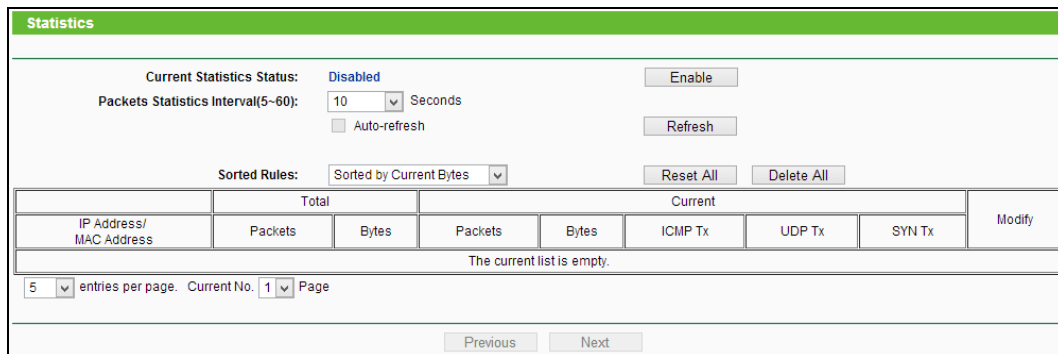 Statistics
Current Statistics Status: Disabled Enable
Packets Statistics Interval(5~60): 10 Seconds
Auto-refresh Refresh
Sorted Rules: Sorted by Current Bytes Reset All Delete All
Total Current
IP Address/
MAC Address Packets Bytes Packets Bytes ICMP Tx UDP Tx SYN Tx Modify
The current list is empty.
5 entries per page. Current No. 1 Page
Previous Next